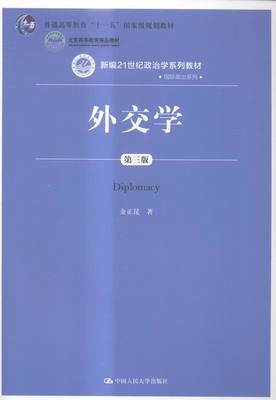 普通高等教育“十一五”国家级规划教材
北京高等教育精品教材
新编21世纪政治学系列教材
国际政治系列
外交学
第三版
Diplomacy
金正昆 著
中国人民大学出版社